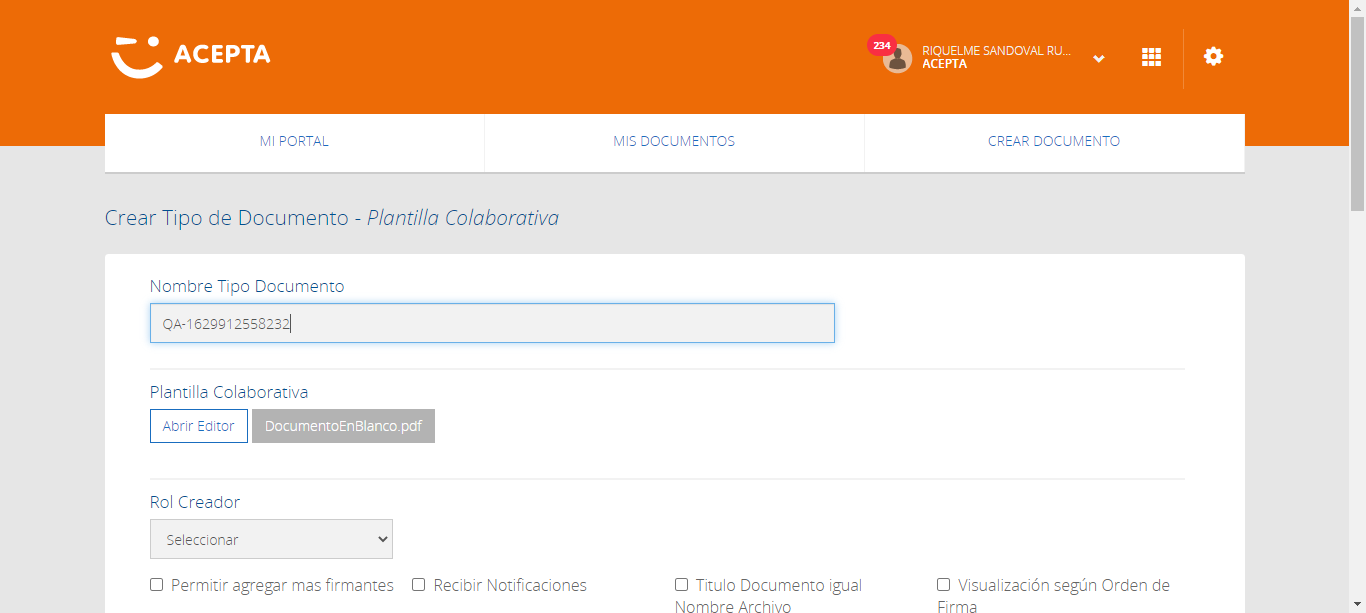 ACEPTA
234
RIQUELME SANDOVAL RU...
ACEPTA
MI PORTAL
MIS DOCUMENTOS
CREAR DOCUMENTO
Crear Tipo de Documento - Plantilla Colaborativa
Nombre Tipo Documento
QA-1629912558232
Plantilla Colaborativa
Abrir Editor
DocumentoEnBlanco.pdf
Rol Creador
Seleccionar
Permitir agregar mas firmantes
Recibir Notificaciones
Titulo Documento igual
Nombre Archivo
Visualización según Orden de
Firma